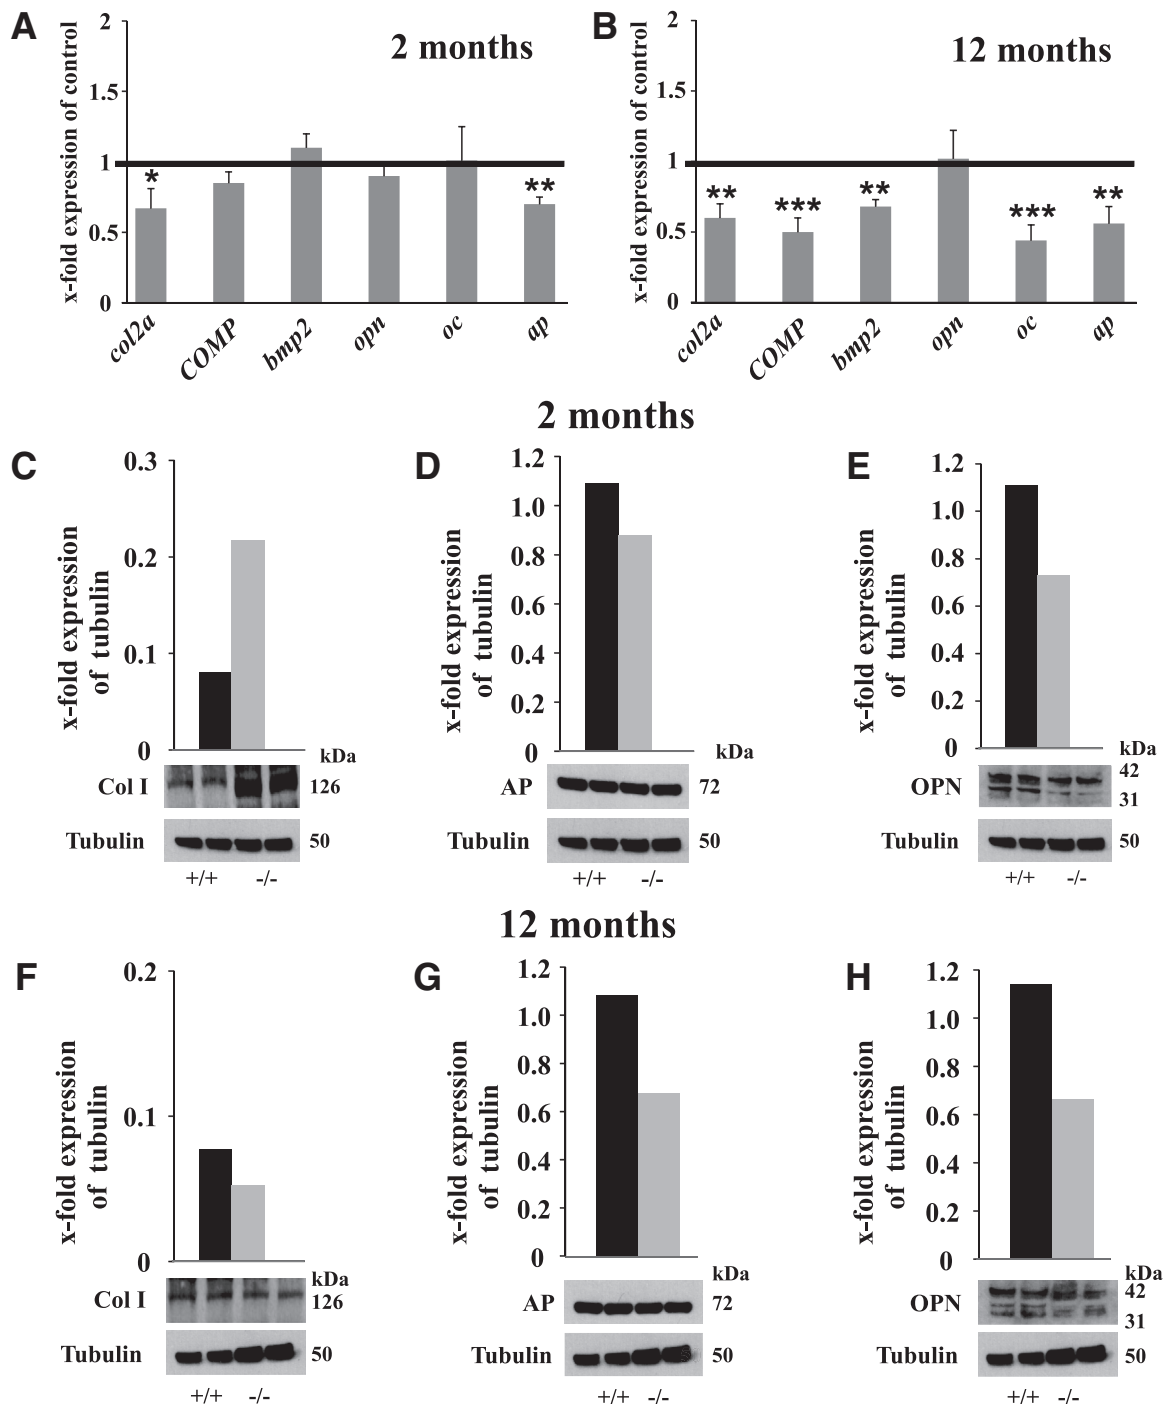 A
x-fold expression of control
2
1.5
1
0.5
0
2 months
*
**
col2a
COMP
bmp2
opn
oc
ap
B
x-fold expression of control
2
1.5
1
0.5
0
12 months
**
***
**
***
**
col2a
COMP
bmp2
opn
oc
ap
2 months
C
x-fold expression
of tubulin
0.3
0.2
0.1
0
kDa
Col I
126
Tubulin
50
+/+ -/-
D
x-fold expression
of tubulin
1.2
1.0
0.8
0.6
0.4
0.2
0
kDa
AP
72
Tubulin
50
+/+ -/-
E
x-fold expression
of tubulin
1.2
1.0
0.8
0.6
0.4
0.2
0
kDa
42
OPN
31
Tubulin
50
+/+ -/-
12 months
F
x-fold expression
of tubulin
0.2
0.1
0
kDa
Col I
126
Tubulin
50
+/+ -/-
G
x-fold expression
of tubulin
1.2
1.0
0.8
0.6
0.4
0.2
0
kDa
AP
72
Tubulin
50
+/+ -/-
H
x-fold expression
of tubulin
1.2
1.0
0.8
0.6
0.4
0.2
0
kDa
42
OPN
31
Tubulin
50
+/+ -/-